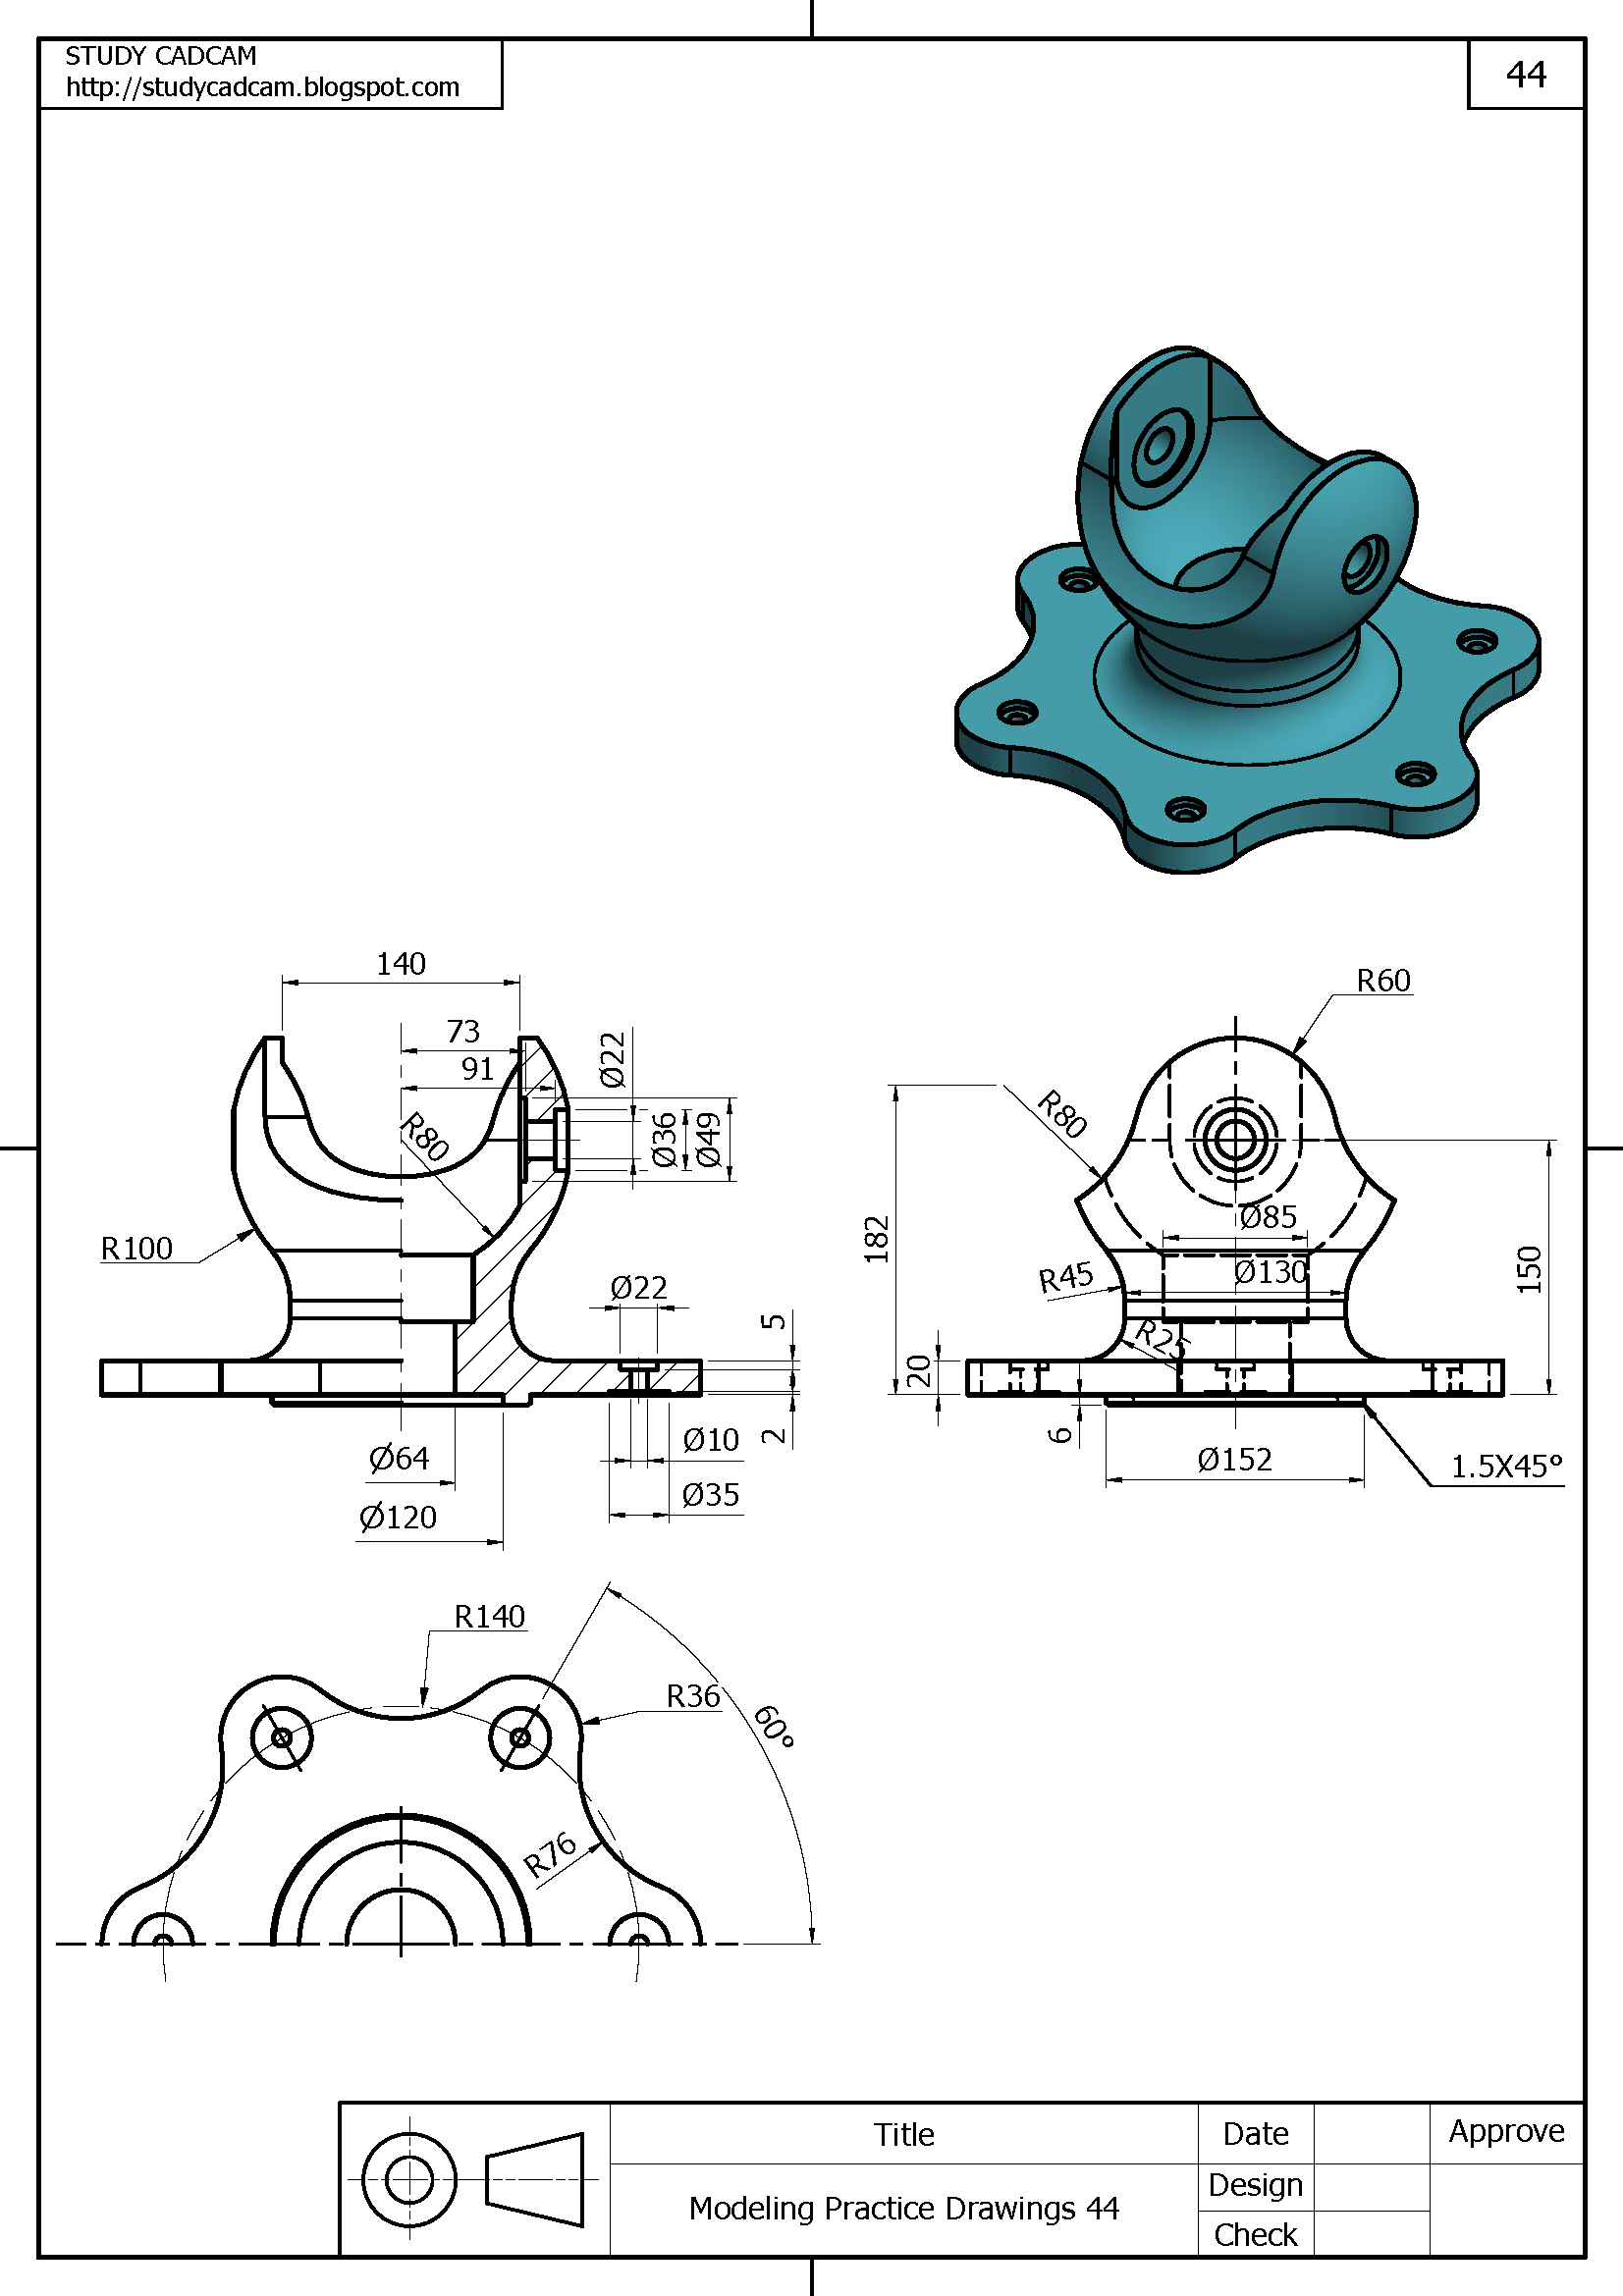 STUDY CADCAM
http://studycadcam.blogspot.com
44
140
73
91
Ø22
Ø36
Ø49
R80
R100
Ø22
5
2
Ø10
Ø35
Ø64
Ø120
R60
R80
182
Ø85
R45
Ø130
150
R25
20
6
Ø152
1.5X45°
R140
R36
60°
R76
Title
Date
Approve
Modeling Practice Drawings 44
Design
Check